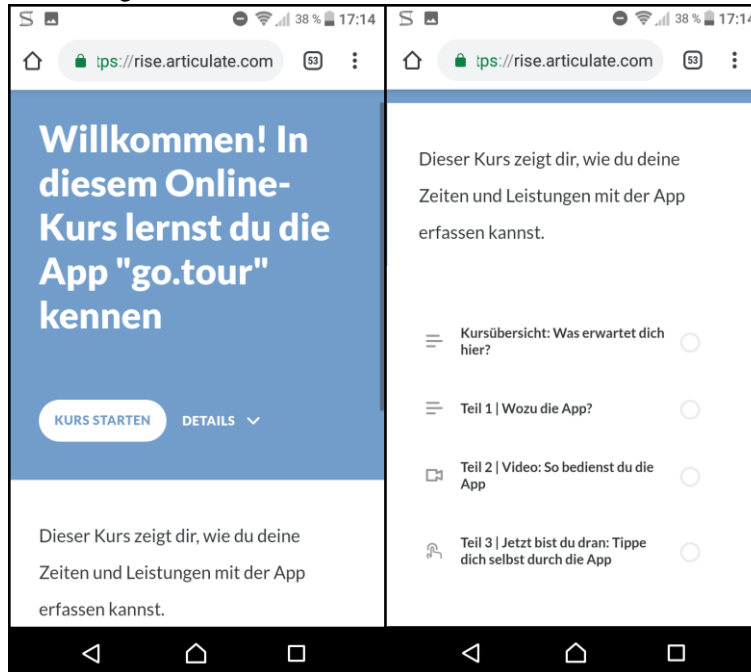 38 % 17:14
tps://rise.articulate.com 53
Willkommen! In
diesem Online-
Kurs lernst du die
App "go.tour"
kennen
KURS STARTEN DETAILS
Dieser Kurs zeigt dir, wie du deine
Zeiten und Leistungen mit der App
erfassen kannst.
38 % 17:14
tps://rise.articulate.com 53
Dieser Kurs zeigt dir, wie du deine
Zeiten und Leistungen mit der App
erfassen kannst.
Kursübersicht: Was erwartet dich
hier?
Teil 1 | Wozu die App?
Teil 2 | Video: So bedienst du die
App
Teil 3 | Jetzt bist du dran: Tippe
dich selbst durch die App